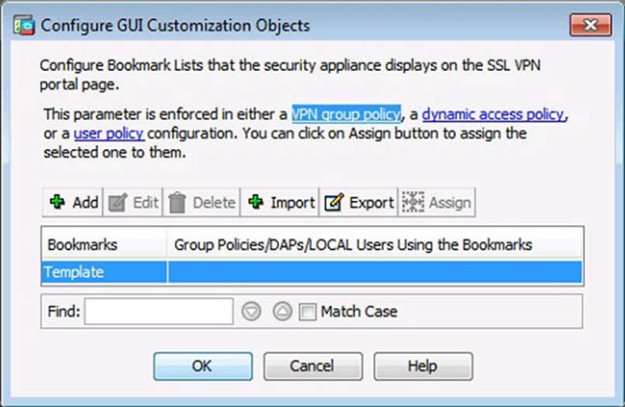 Configure GUI Customization Objects
Configure Bookmark Lists that the security appliance displays on the SSL VPN
portal page.
This parameter is enforced in either a VPN group policy, a dynamic access policy,
or a user policy configuration. You can click on Assign button to assign the
selected one to them.
Add Edit Delete Import Export Assign
Bookmarks Group Policies/DAPs/LOCAL Users Using the Bookmarks
Template
Find: Match Case
OK Cancel Help